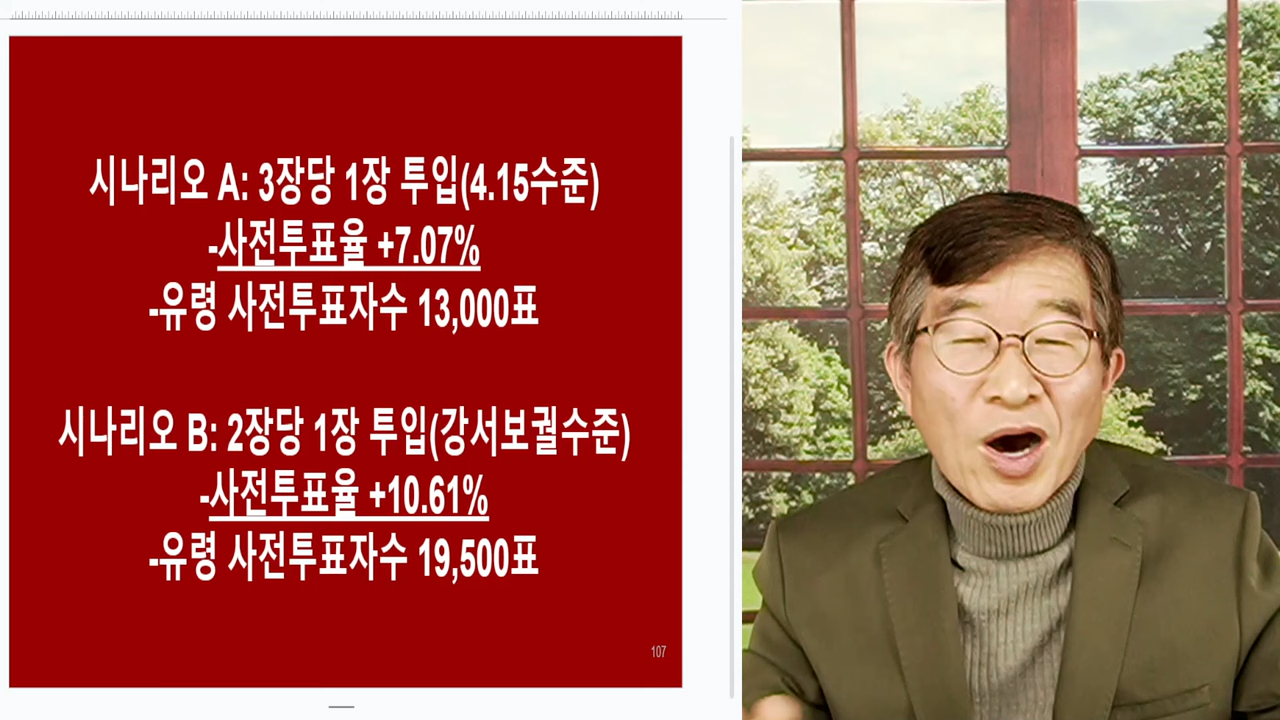 시나리오 A: 3장당 1장 투입(4.15수준)
-사전투표율 +7.07%
-유령 사전투표자수 13,000표
시나리오 B: 2장당 1장 투입(강서보궐수준)
-사전투표율 +10.61%
-유령 사전투표자수 19,500표
107